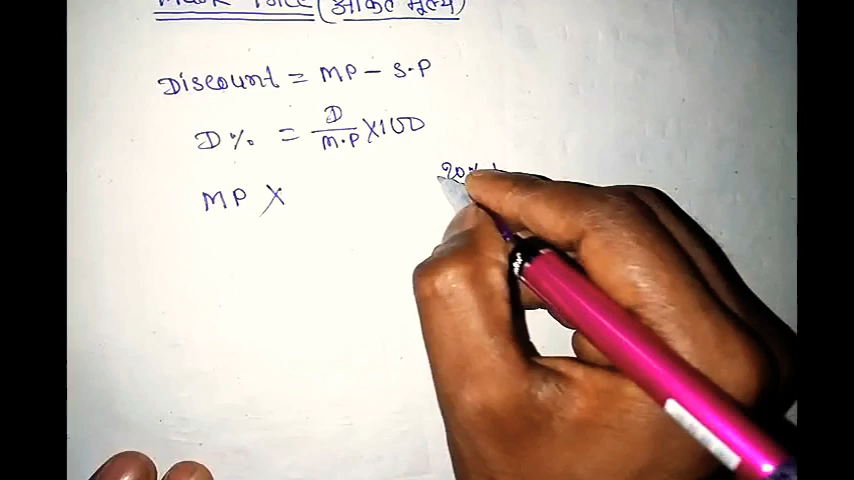 (अंकित मूल्य)
Discount = MP - S.P
D % = D/M.P X 100
20%
MP X